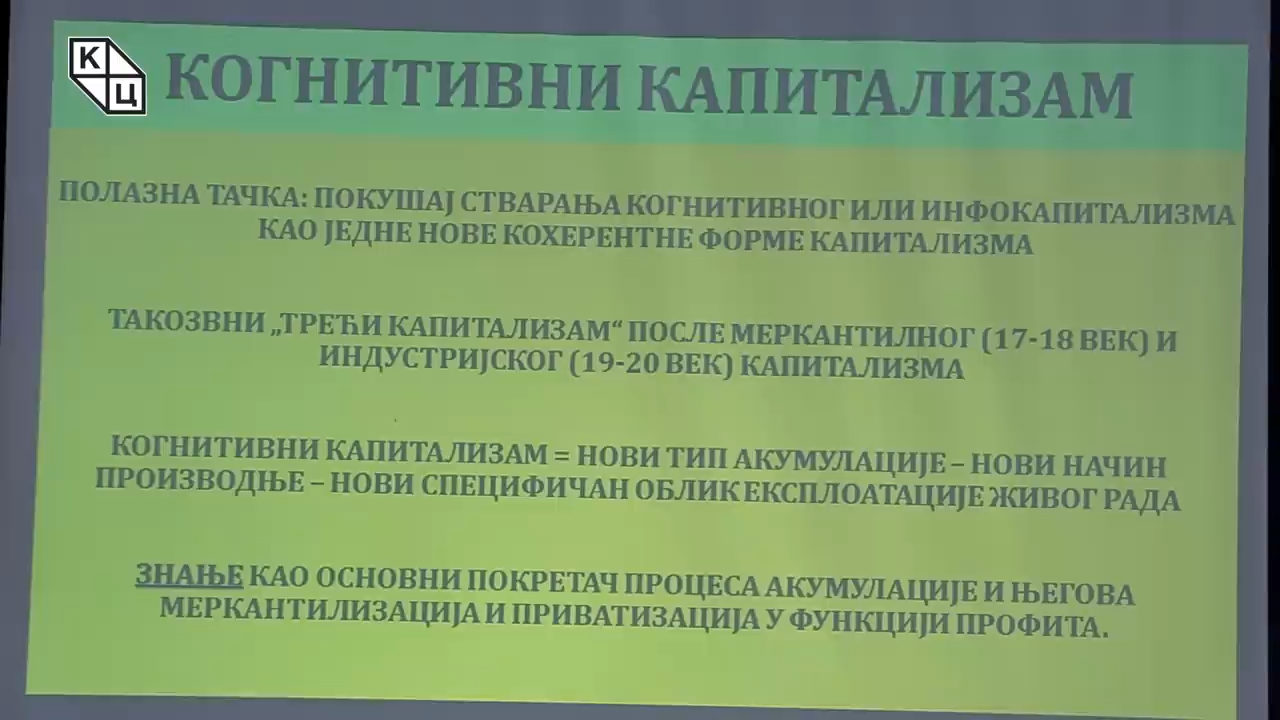 К
Ц
КОГНИТИВНИ КАПИТАЛИЗАМ
ПОЛАЗНА ТАЧКА: ПОКУШАЈ СТВАРАЊА КОГНИТИВНОГ ИЛИ ИНФОКАПИТАЛИЗМА
КАО ЈЕДНЕ НОВЕ КОХЕРЕНТНЕ ФОРМЕ КАПИТАЛИЗМА
ТАКОЗВНИ „ТРЕЋИ КАПИТАЛИЗАМ“ ПОСЛЕ МЕРКАНТИЛНОГ (17-18 ВЕК) И
ИНДУСТРИЈСКОГ (19-20 ВЕК) КАПИТАЛИЗМА
КОГНИТИВНИ КАПИТАЛИЗАМ = НОВИ ТИП АКУМУЛАЦИЈЕ – НОВИ НАЧИН
ПРОИЗВОДЊЕ – НОВИ СПЕЦИФИЧАН ОБЛИК ЕКСПЛОАТАЦИЈЕ ЖИВОГ РАДА
ЗНАЊЕ КАО ОСНОВНИ ПОКРЕТАЧ ПРОЦЕСА АКУМУЛАЦИЈЕ И ЊЕГОВА
МЕРКАНТИЛИЗАЦИЈА И ПРИВАТИЗАЦИЈА У ФУНКЦИЈИ ПРОФИТА.